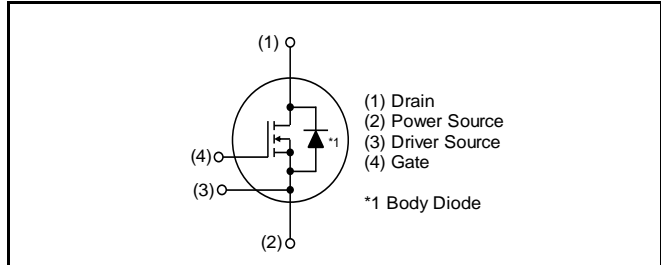 (1)
(4)
*1
(3)
(2)
(1) Drain
(2) Power Source
(3) Driver Source
(4) Gate
*1 Body Diode